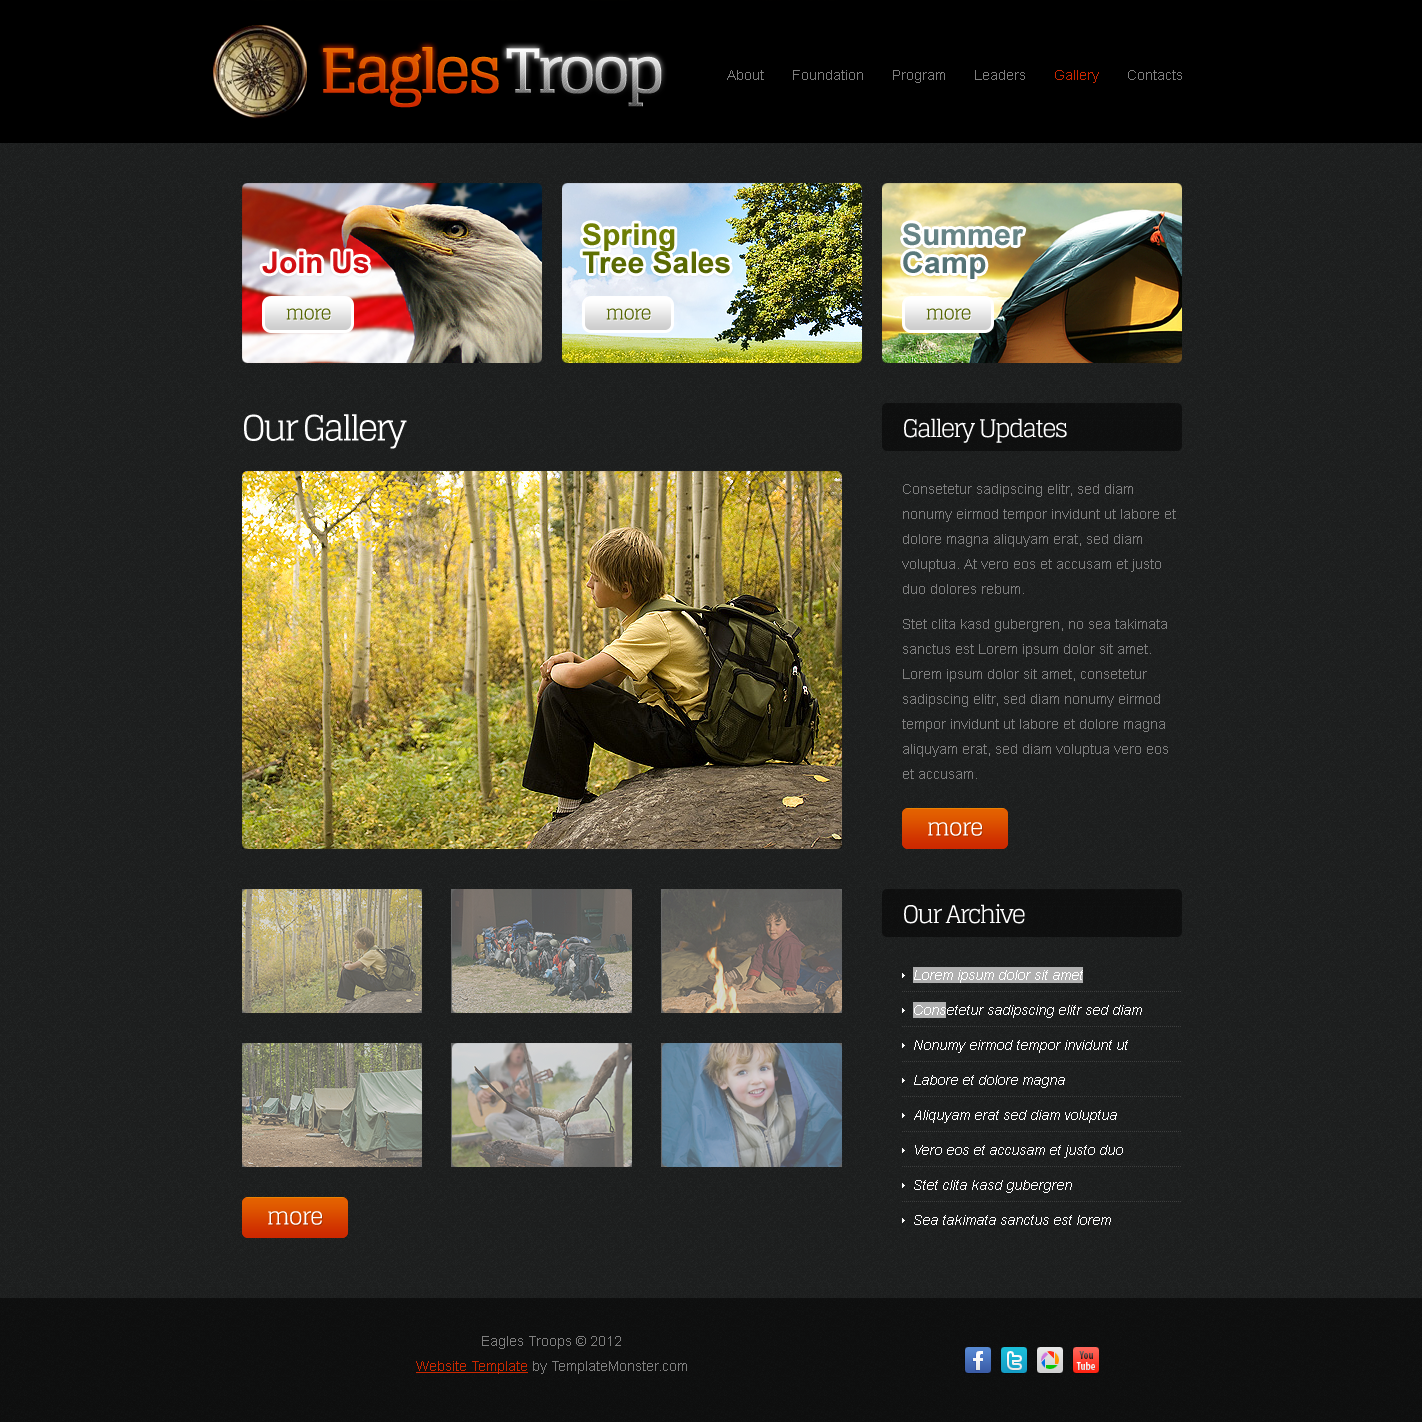 Eagles Troop
About Foundation Program Leaders Gallery Contacts
Join Us
more
Spring
Tree Sales
more
Summer
Camp
more
Our Gallery
Gallery Updates
Consetetur sadipscing elitr, sed diam
nonumy eirmod tempor invidunt ut labore et
dolore magna aliquyam erat, sed diam
voluptua. At vero eos et accusam et justo
duo dolores rebum.
Stet clita kasd gubergren, no sea takimata
sanctus est Lorem ipsum dolor sit amet.
Lorem ipsum dolor sit amet, consetetur
sadipscing elitr, sed diam nonumy eirmod
tempor invidunt ut labore et dolore magna
aliquyam erat, sed diam voluptua vero eos
et accusam.
more
Our Archive
Lorem ipsum dolor sit amet
Consetetur sadipscing elitr sed diam
Nonumy eirmod tempor invidunt ut
Labore et dolore magna
Aliquyam erat sed diam voluptua
Vero eos et accusam et justo duo
Stet clita kasd gubergren
Sea takimata sanctus est lorem
more
Eagles Troops © 2012
Website Template by TemplateMonster.com
You
Tube